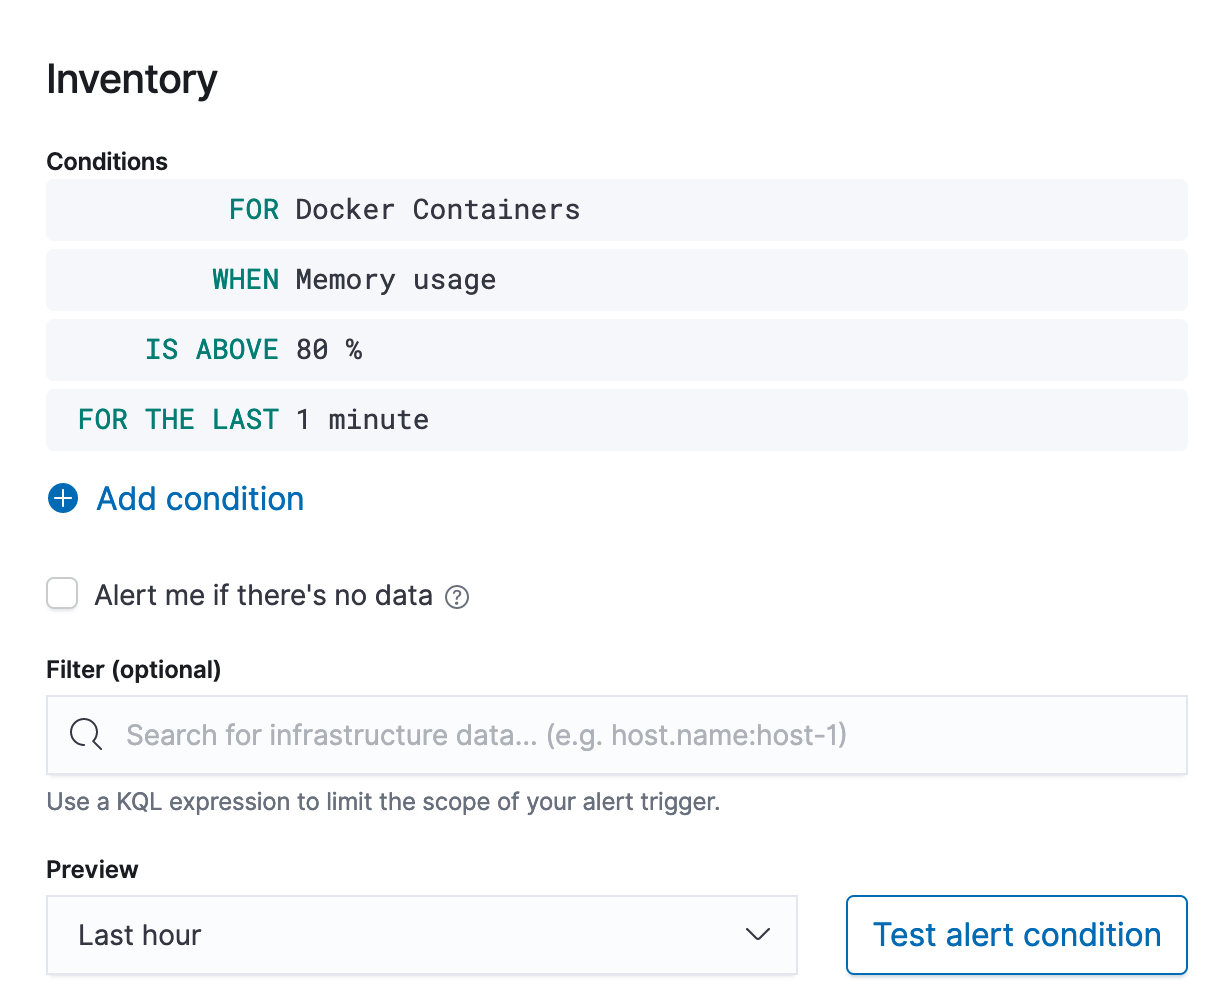 Inventory
Conditions
FOR Docker Containers
WHEN Memory usage
IS ABOVE 80 %
FOR THE LAST 1 minute
Add condition
Alert me if there's no data
Filter (optional)
Search for infrastructure data... (e.g. host.name:host-1)
Use a KQL expression to limit the scope of your alert trigger.
Preview
Last hour
Test alert condition